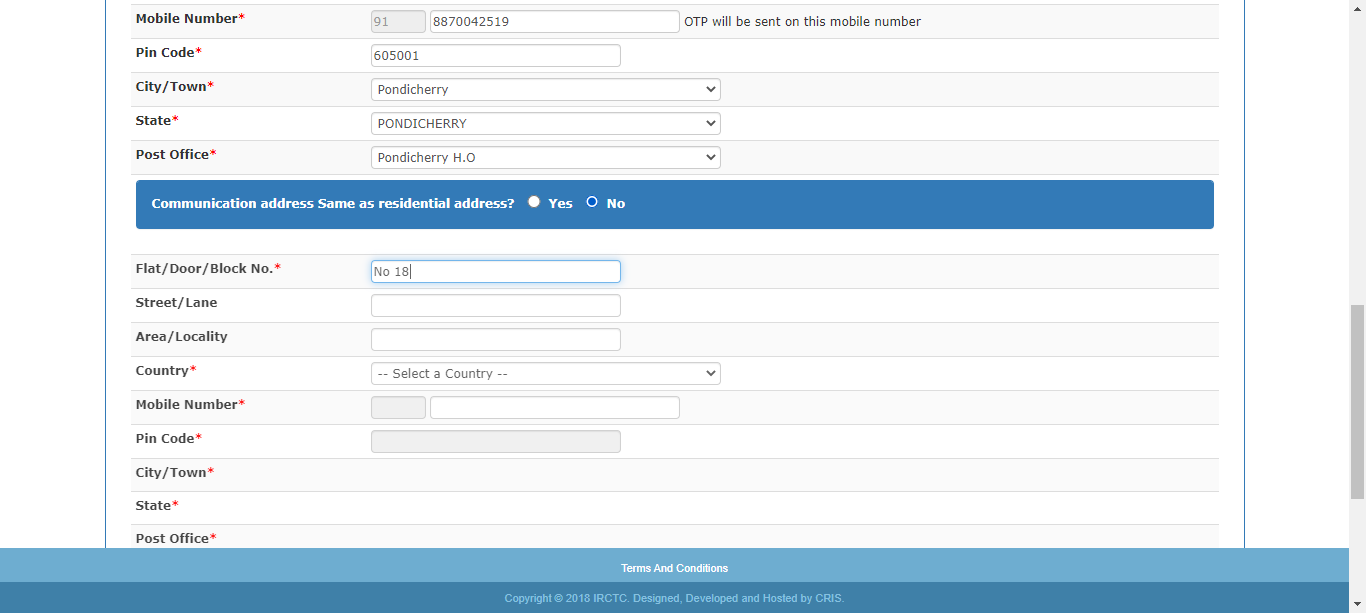 Mobile Number* 91 8870042519 OTP will be sent on this mobile number
Pin Code* 605001
City/Town* Pondicherry
State* PONDICHERRY
Post Office* Pondicherry H.O
Communication address Same as residential address? Yes No
Flat/Door/Block No.* No 18
Street/Lane
Area/Locality
Country* -- Select a Country --
Mobile Number*
Pin Code*
City/Town*
State*
Post Office*
Terms And Conditions
Copyright © 2018 IRCTC. Designed, Developed and Hosted by CRIS.